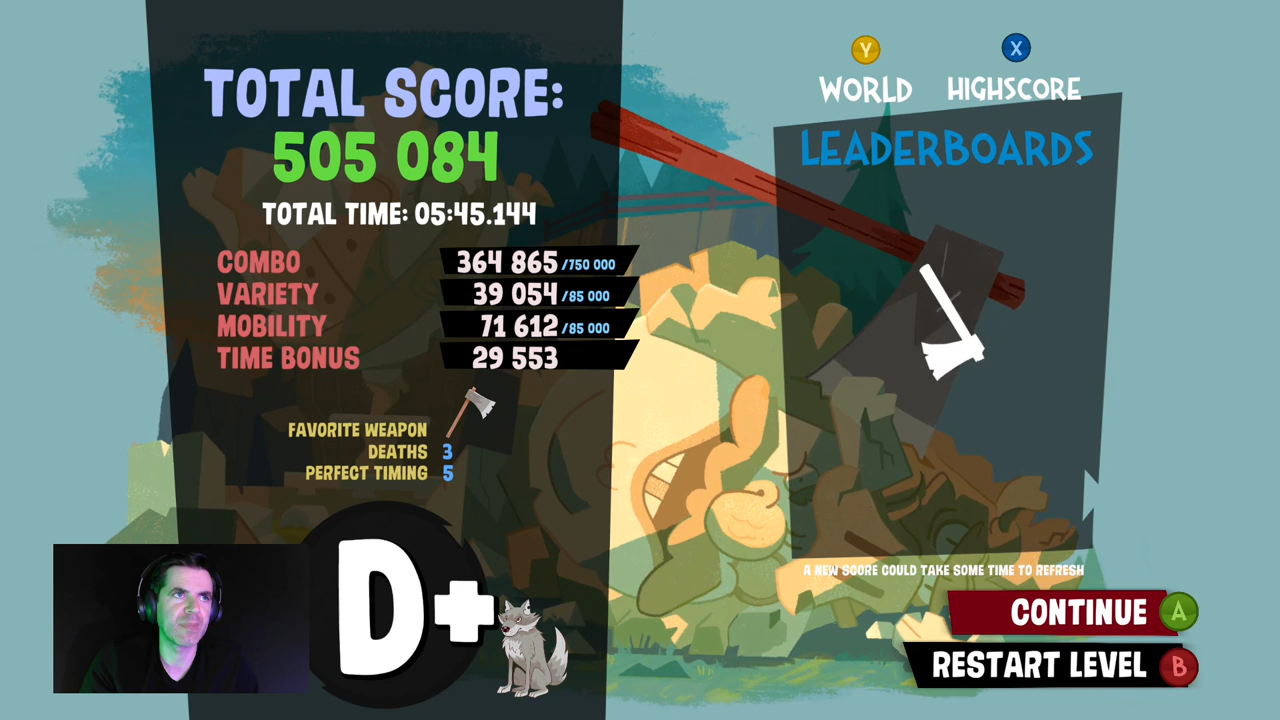 TOTAL SCORE:
505 084
TOTAL TIME: 05:45.144
COMBO 364 865/750 000
VARIETY 39 054/85 000
MOBILITY 71 612/85 000
TIME BONUS 29 553
FAVORITE WEAPON
DEATHS 3
PERFECT TIMING 5
D+
Y X
WORLD HIGHSCORE
LEADERBOARDS
A NEW SCORE COULD TAKE SOME TIME TO REFRESH
CONTINUE A
RESTART LEVEL B